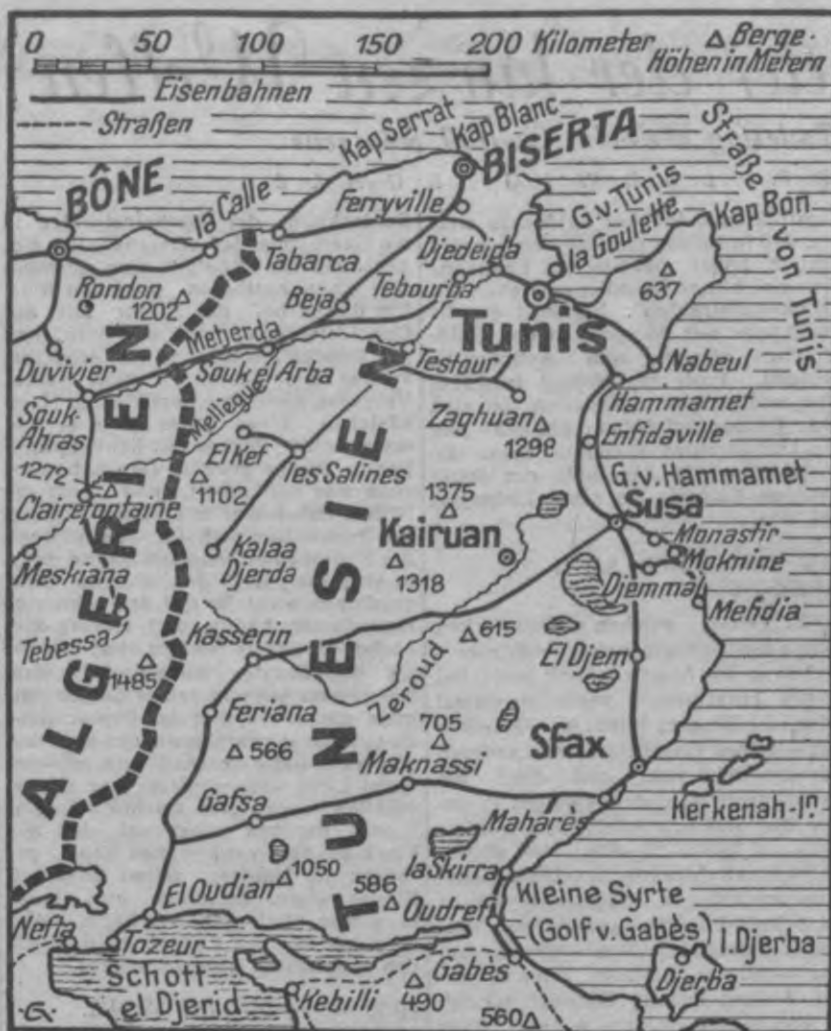 0 50 100 150 200 Kilometer △ Berge-
Höhen in Metern
Eisenbahnen
Straßen
Kap Serrat
Kap Blanc
BISERTA
Straße von Tunis
BÔNE
la Calle
Ferryville
G.v. Tunis
la Goulette
Kap Bon
Tabarca
Djedeida
Rondon
1202
Beja
Tebourba
637
Medjerda
Tunis
Duvivier
Souk el Arba
Testour
Nabeul
Souk-
Ahras
Mellègue
Zaghuan
1298
Hammamet
El Kef
Enfidaville
1272
Clairefontaine
1102
les Salines
G.v. Hammamet
1375
Susa
Meskiana
Kalaa
Djerda
Kairuan
1318
Monastir
Moknine
Djemmal
Mehdia
Tebessa
Kasserin
615
1485
Zeroud
El Djem
Feriana
566
705
Sfax
Maknassi
Gafsa
Kerkenah-In
Maharès
ALGERIEN
TUNESIEN
1050
la Skirra
El Oudian
586
Oudref
Kleine Syrte
(Golf v. Gabès)
Nefta
Tozeur
I. Djerba
Schott
el Djerid
Gabès
Djerba
Kebilli
490
560
-G.